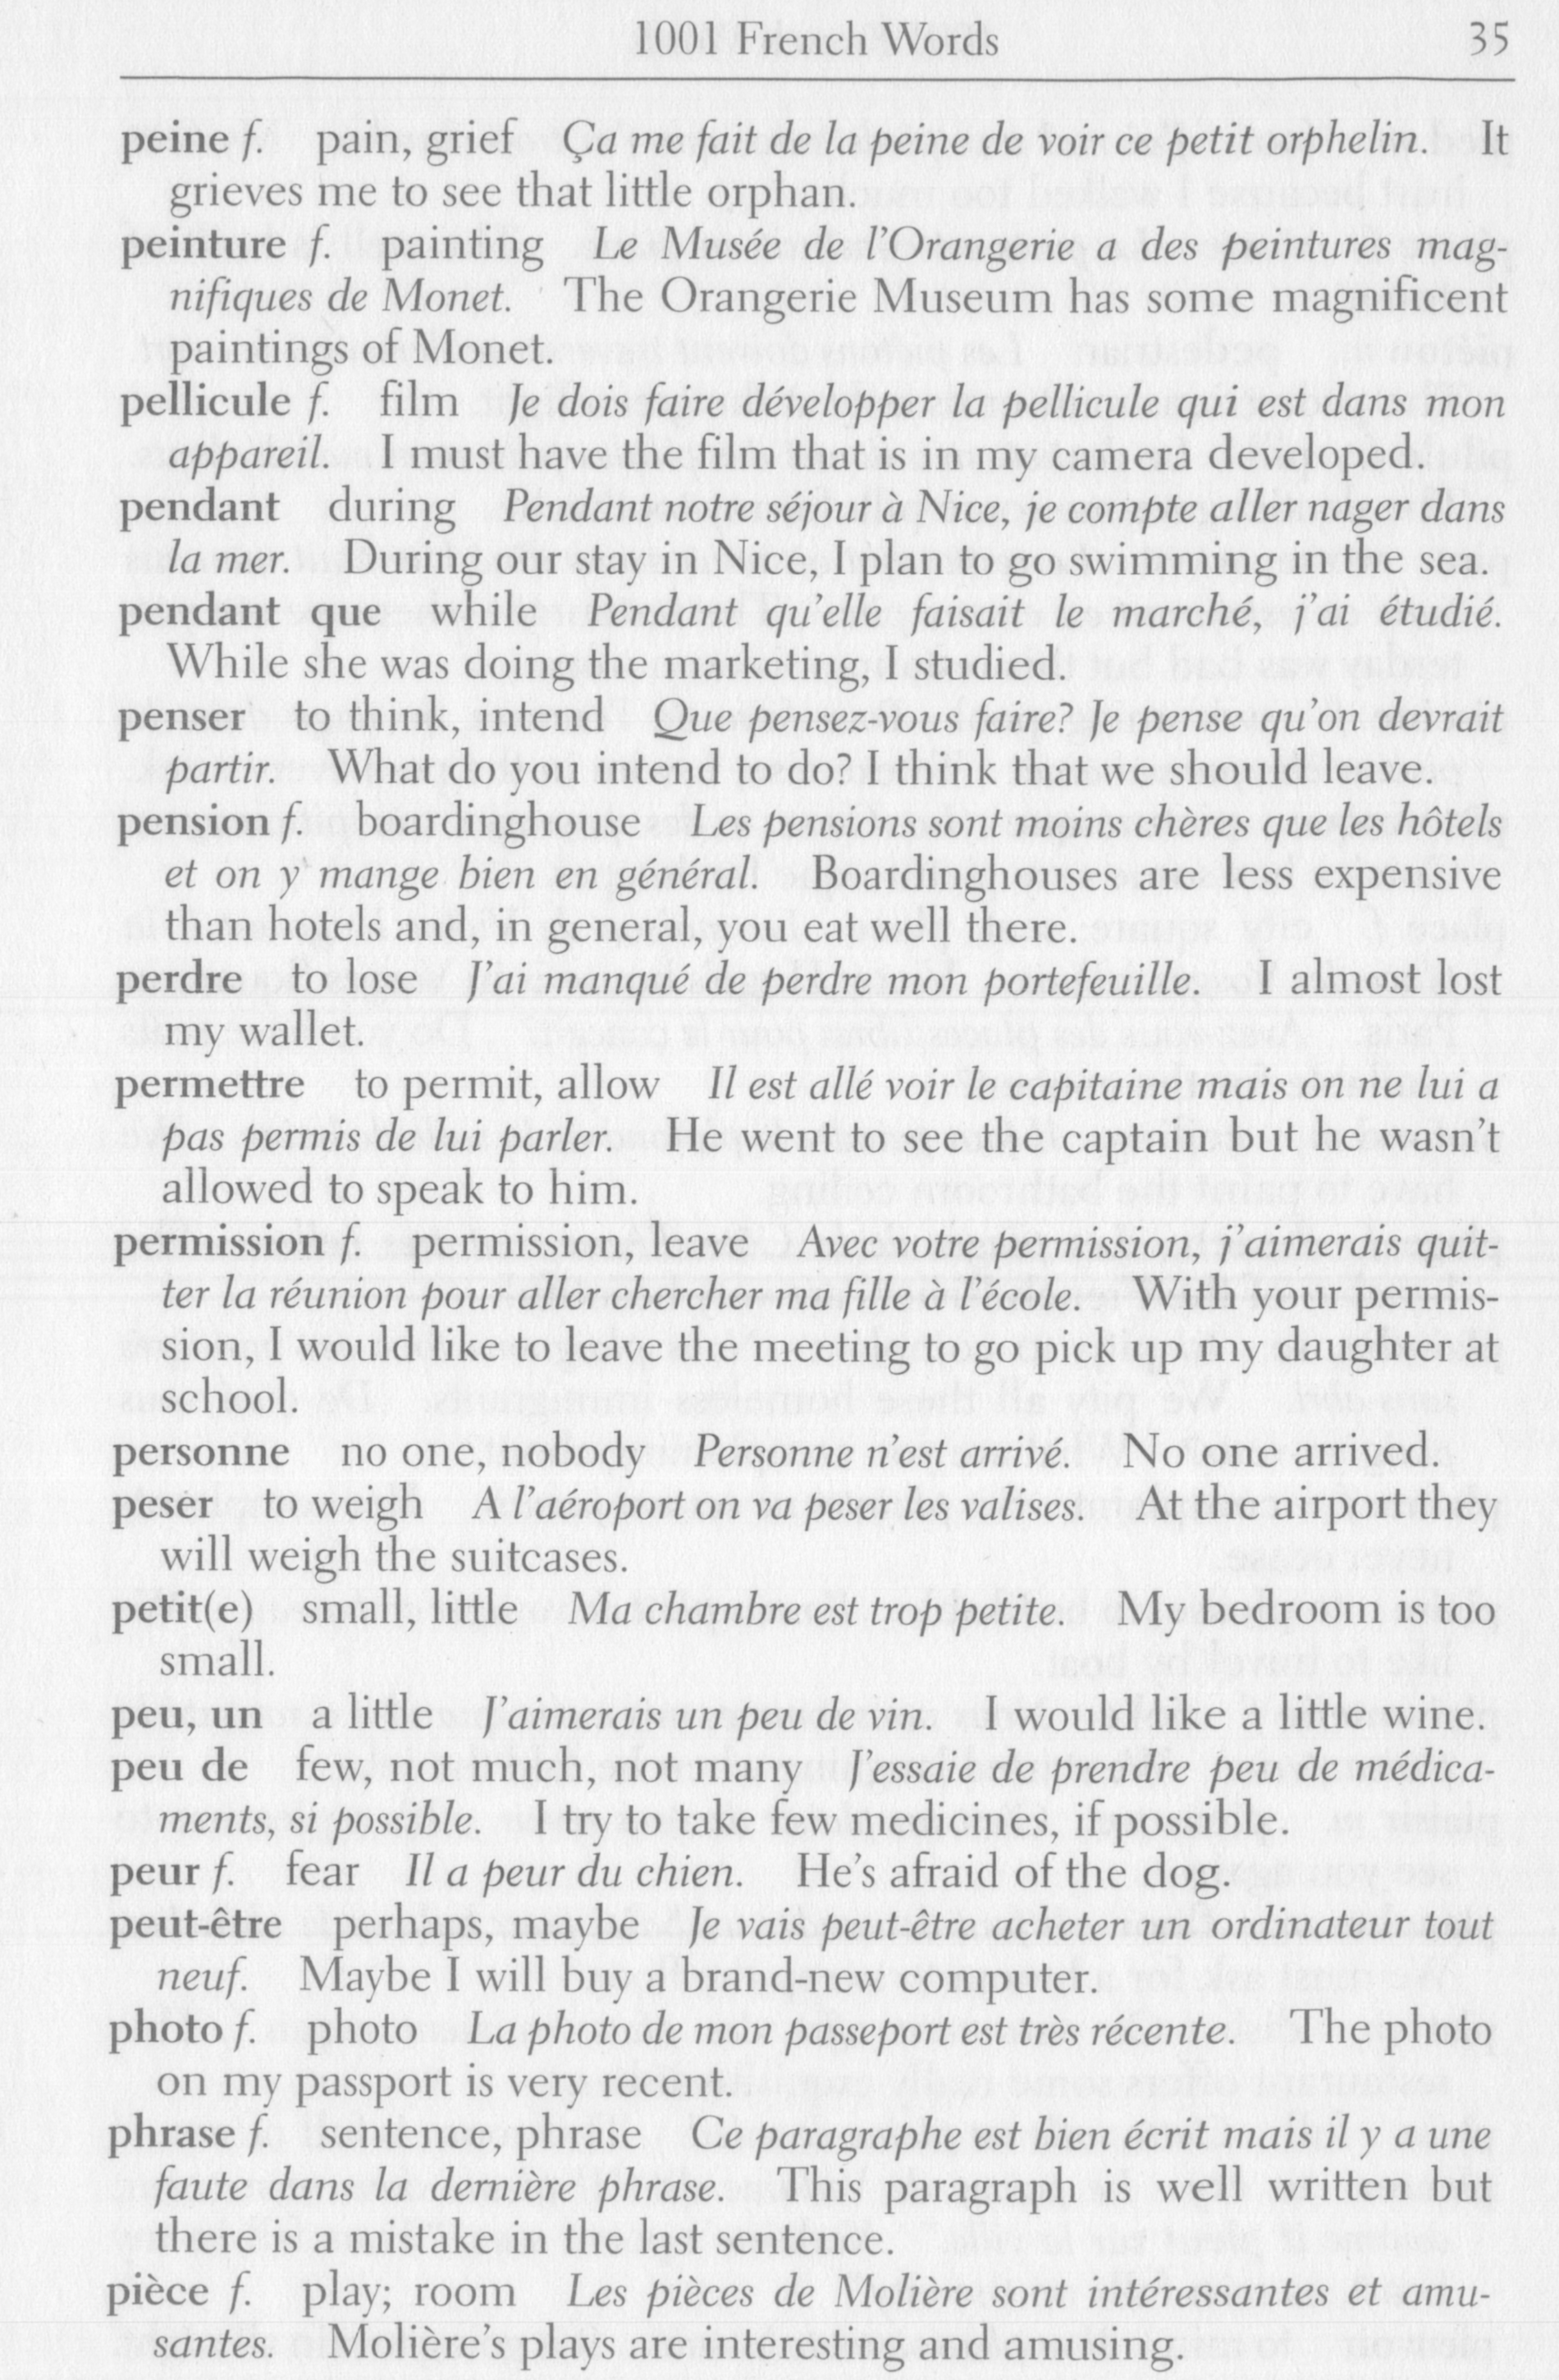 1001 French Words 35
peine f. pain, grief Ça me fait de la peine de voir ce petit orphelin. It
grieves me to see that little orphan.
peinture f. painting Le Musée de l'Orangerie a des peintures mag-
nifiques de Monet. The Orangerie Museum has some magnificent
paintings of Monet.
pellicule f. film Je dois faire développer la pellicule qui est dans mon
appareil. I must have the film that is in my camera developed.
pendant during Pendant notre séjour à Nice, je compte aller nager dans
la mer. During our stay in Nice, I plan to go swimming in the sea.
pendant que while Pendant qu'elle faisait le marché, j'ai étudié.
While she was doing the marketing, I studied.
penser to think, intend Que pensez-vous faire? Je pense qu'on devrait
partir. What do you intend to do? I think that we should leave.
pension f. boardinghouse Les pensions sont moins chères que les hôtels
et on y mange bien en général. Boardinghouses are less expensive
than hotels and, in general, you eat well there.
perdre to lose J'ai manqué de perdre mon portefeuille. I almost lost
my wallet.
permettre to permit, allow Il est allé voir le capitaine mais on ne lui a
pas permis de lui parler. He went to see the captain but he wasn't
allowed to speak to him.
permission f. permission, leave Avec votre permission, j'aimerais quit-
ter la réunion pour aller chercher ma fille à l'école. With your permis-
sion, I would like to leave the meeting to go pick up my daughter at
school.
personne no one, nobody Personne n'est arrivé. No one arrived.
peser to weigh A l'aéroport on va peser les valises. At the airport they
will weigh the suitcases.
petit(e) small, little Ma chambre est trop petite. My bedroom is too
small.
peu, un a little J'aimerais un peu de vin. I would like a little wine.
peu de few, not much, not many J'essaie de prendre peu de médica-
ments, si possible. I try to take few medicines, if possible.
peur f. fear Il a peur du chien. He's afraid of the dog.
peut-être perhaps, maybe Je vais peut-être acheter un ordinateur tout
neuf. Maybe I will buy a brand-new computer.
photo f. photo La photo de mon passeport est très récente. The photo
on my passport is very recent.
phrase f. sentence, phrase Ce paragraphe est bien écrit mais il y a une
faute dans la dernière phrase. This paragraph is well written but
there is a mistake in the last sentence.
pièce f. play; room Les pièces de Molière sont intéressantes et amu-
santes. Molière's plays are interesting and amusing.